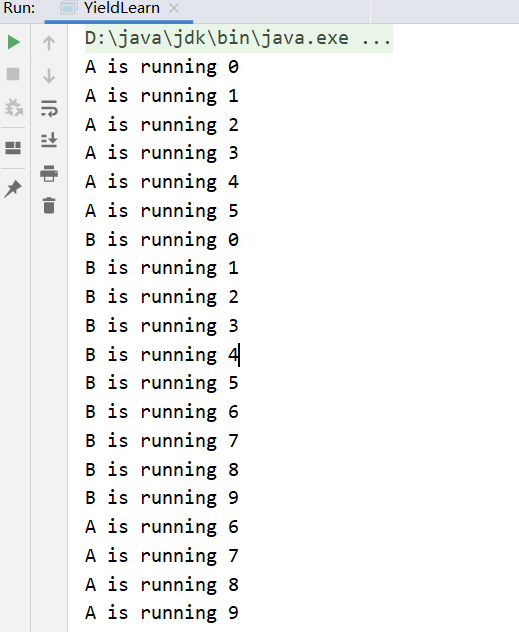 Run: YieldLearn
D:\java\jdk\bin\java.exe ...
A is running 0
A is running 1
A is running 2
A is running 3
A is running 4
A is running 5
B is running 0
B is running 1
B is running 2
B is running 3
B is running 4
B is running 5
B is running 6
B is running 7
B is running 8
B is running 9
A is running 6
A is running 7
A is running 8
A is running 9